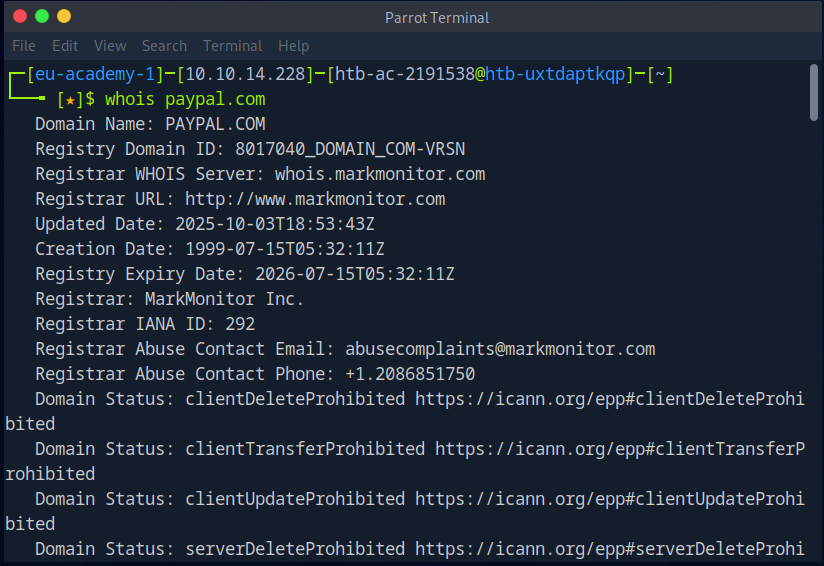 Parrot Terminal
File Edit View Search Terminal Help
┌─[eu-academy-1]─[10.10.14.228]─[htb-ac-2191538@htb-uxtdaptkqp]─[~]
└──╼ [★]$ whois paypal.com
Domain Name: PAYPAL.COM
Registry Domain ID: 8017040_DOMAIN_COM-VRSN
Registrar WHOIS Server: whois.markmonitor.com
Registrar URL: http://www.markmonitor.com
Updated Date: 2025-10-03T18:53:43Z
Creation Date: 1999-07-15T05:32:11Z
Registry Expiry Date: 2026-07-15T05:32:11Z
Registrar: MarkMonitor Inc.
Registrar IANA ID: 292
Registrar Abuse Contact Email: abusecomplaints@markmonitor.com
Registrar Abuse Contact Phone: +1.2086851750
Domain Status: clientDeleteProhibited https://icann.org/epp#clientDeleteProhi
bited
Domain Status: clientTransferProhibited https://icann.org/epp#clientTransferP
rohibited
Domain Status: clientUpdateProhibited https://icann.org/epp#clientUpdateProhi
bited
Domain Status: serverDeleteProhibited https://icann.org/epp#serverDeleteProhi